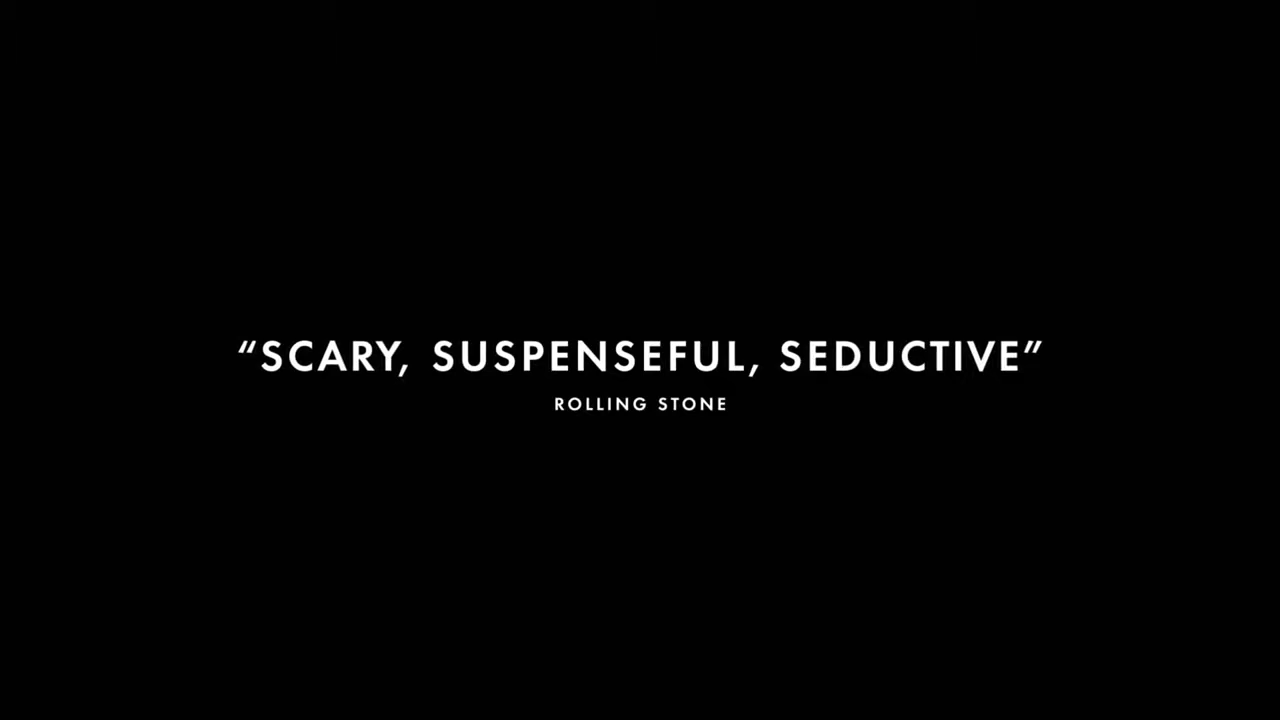 “SCARY, SUSPENSEFUL, SEDUCTIVE”
ROLLING STONE